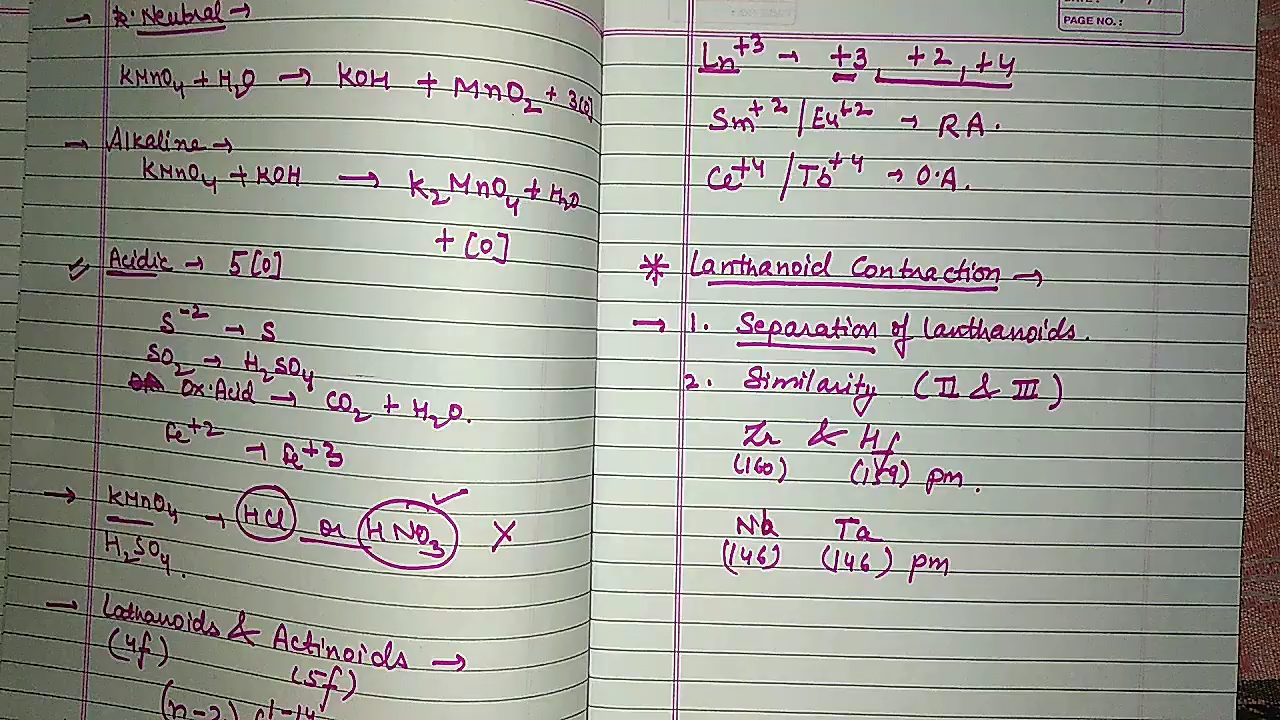 → Neutral →
KMnO4 + H2O → KOH + MnO2 + 3[O]
→ Alkaline →
KMnO4 + KOH → K2MnO4 + H2O
+ [O]
Acidic → 5[O]
S-2 → S
SO2 → H2SO4
Ox. Acid → CO2 + H2O.
Fe+2 → Fe+3
→ KMnO4 → HCl or HNO3 ✓ X
H2SO4.
→ Lathanoids & Actinoids →
(4f) (5f)
PAGE NO.:
Ln+3 → +3, +2, +4
Sm+2 / Eu+2 → RA.
Ce+4 / Tb+4 → O.A.
* Lanthanoid Contraction →
→ 1. Separation of lanthanoids.
2. Similarity (II & III)
Zr & Hf
(160) (159) pm.
Nb Ta
(146) (146) pm